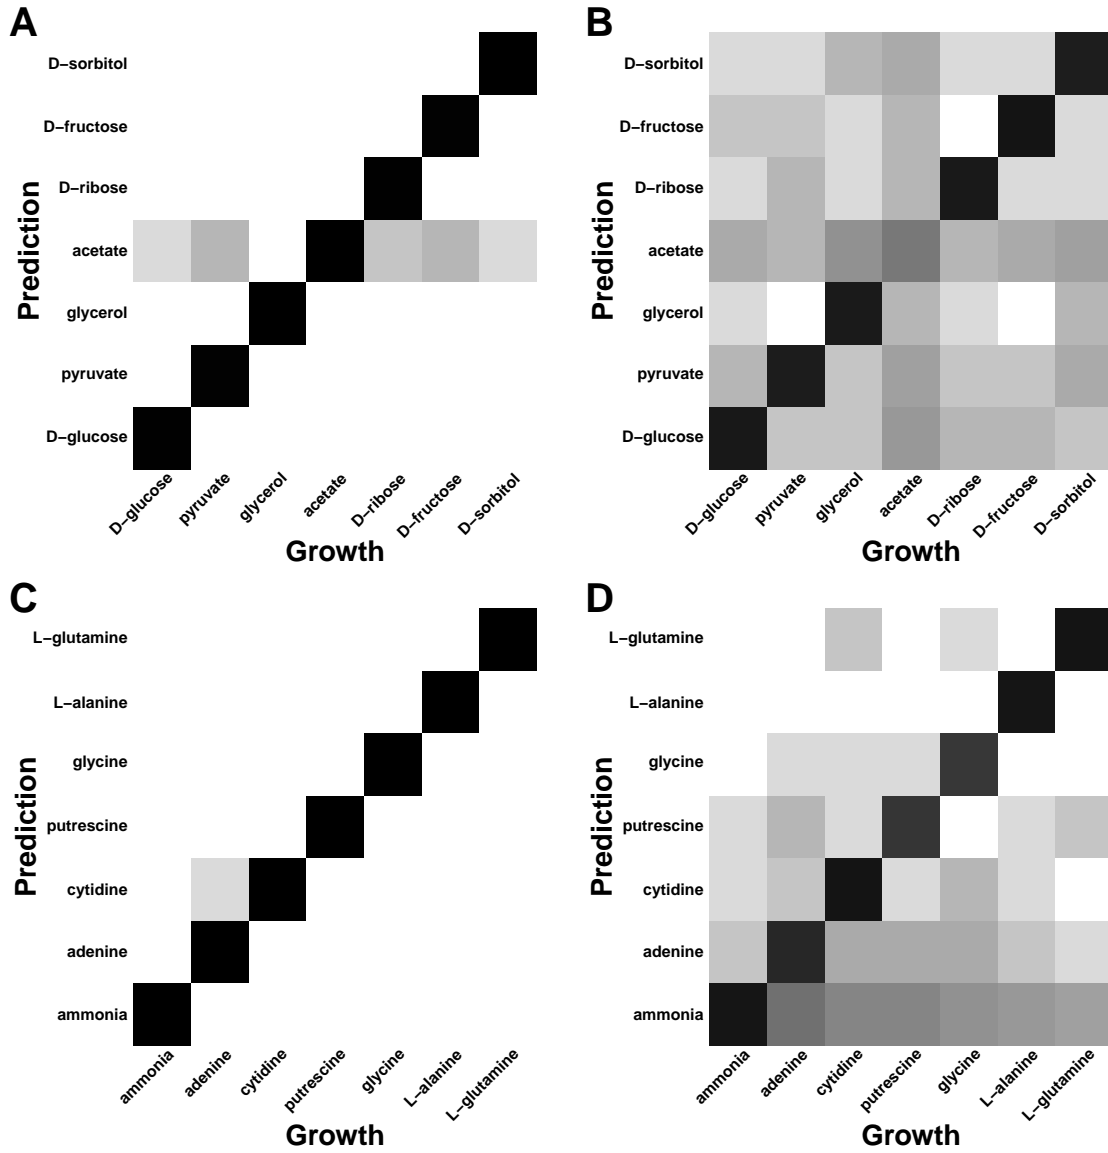 A
D−sorbitol
D−fructose
D−ribose
acetate
glycerol
pyruvate
D−glucose
Prediction
D−glucose
pyruvate
glycerol
acetate
D−ribose
D−fructose
D−sorbitol
Growth
B
D−sorbitol
D−fructose
D−ribose
acetate
glycerol
pyruvate
D−glucose
Prediction
D−glucose
pyruvate
glycerol
acetate
D−ribose
D−fructose
D−sorbitol
Growth
C
L−glutamine
L−alanine
glycine
putrescine
cytidine
adenine
ammonia
Prediction
ammonia
adenine
cytidine
putrescine
glycine
L−alanine
L−glutamine
Growth
D
L−glutamine
L−alanine
glycine
putrescine
cytidine
adenine
ammonia
Prediction
ammonia
adenine
cytidine
putrescine
glycine
L−alanine
L−glutamine
Growth